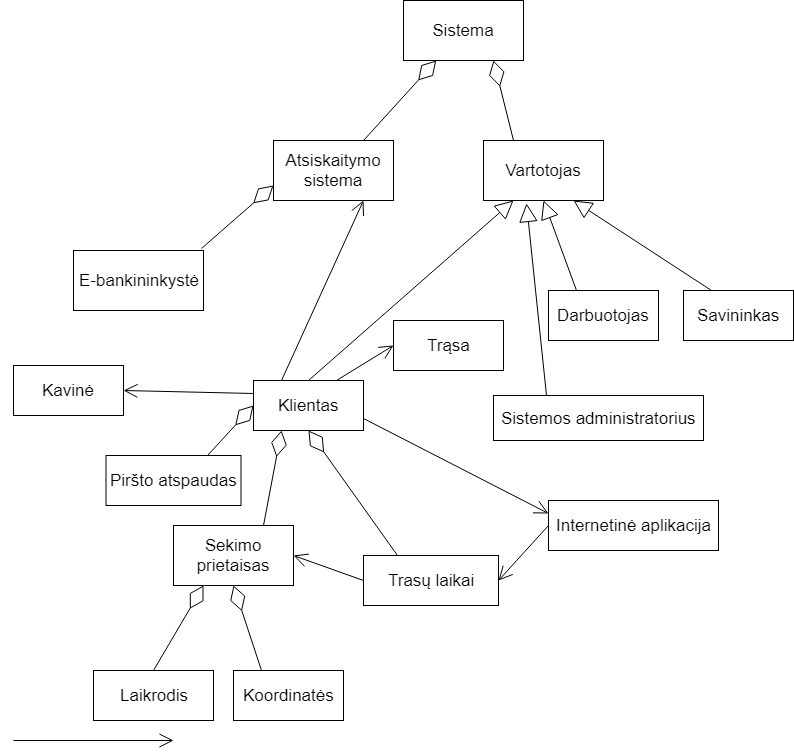 Sistema
Atsiskaitymo
sistema
Vartotojas
E-bankininkystė
Darbuotojas
Savininkas
Trąsa
Kavinė
Klientas
Sistemos administratorius
Piršto atspaudas
Internetinė aplikacija
Sekimo
prietaisas
Trasų laikai
Laikrodis
Koordinatės